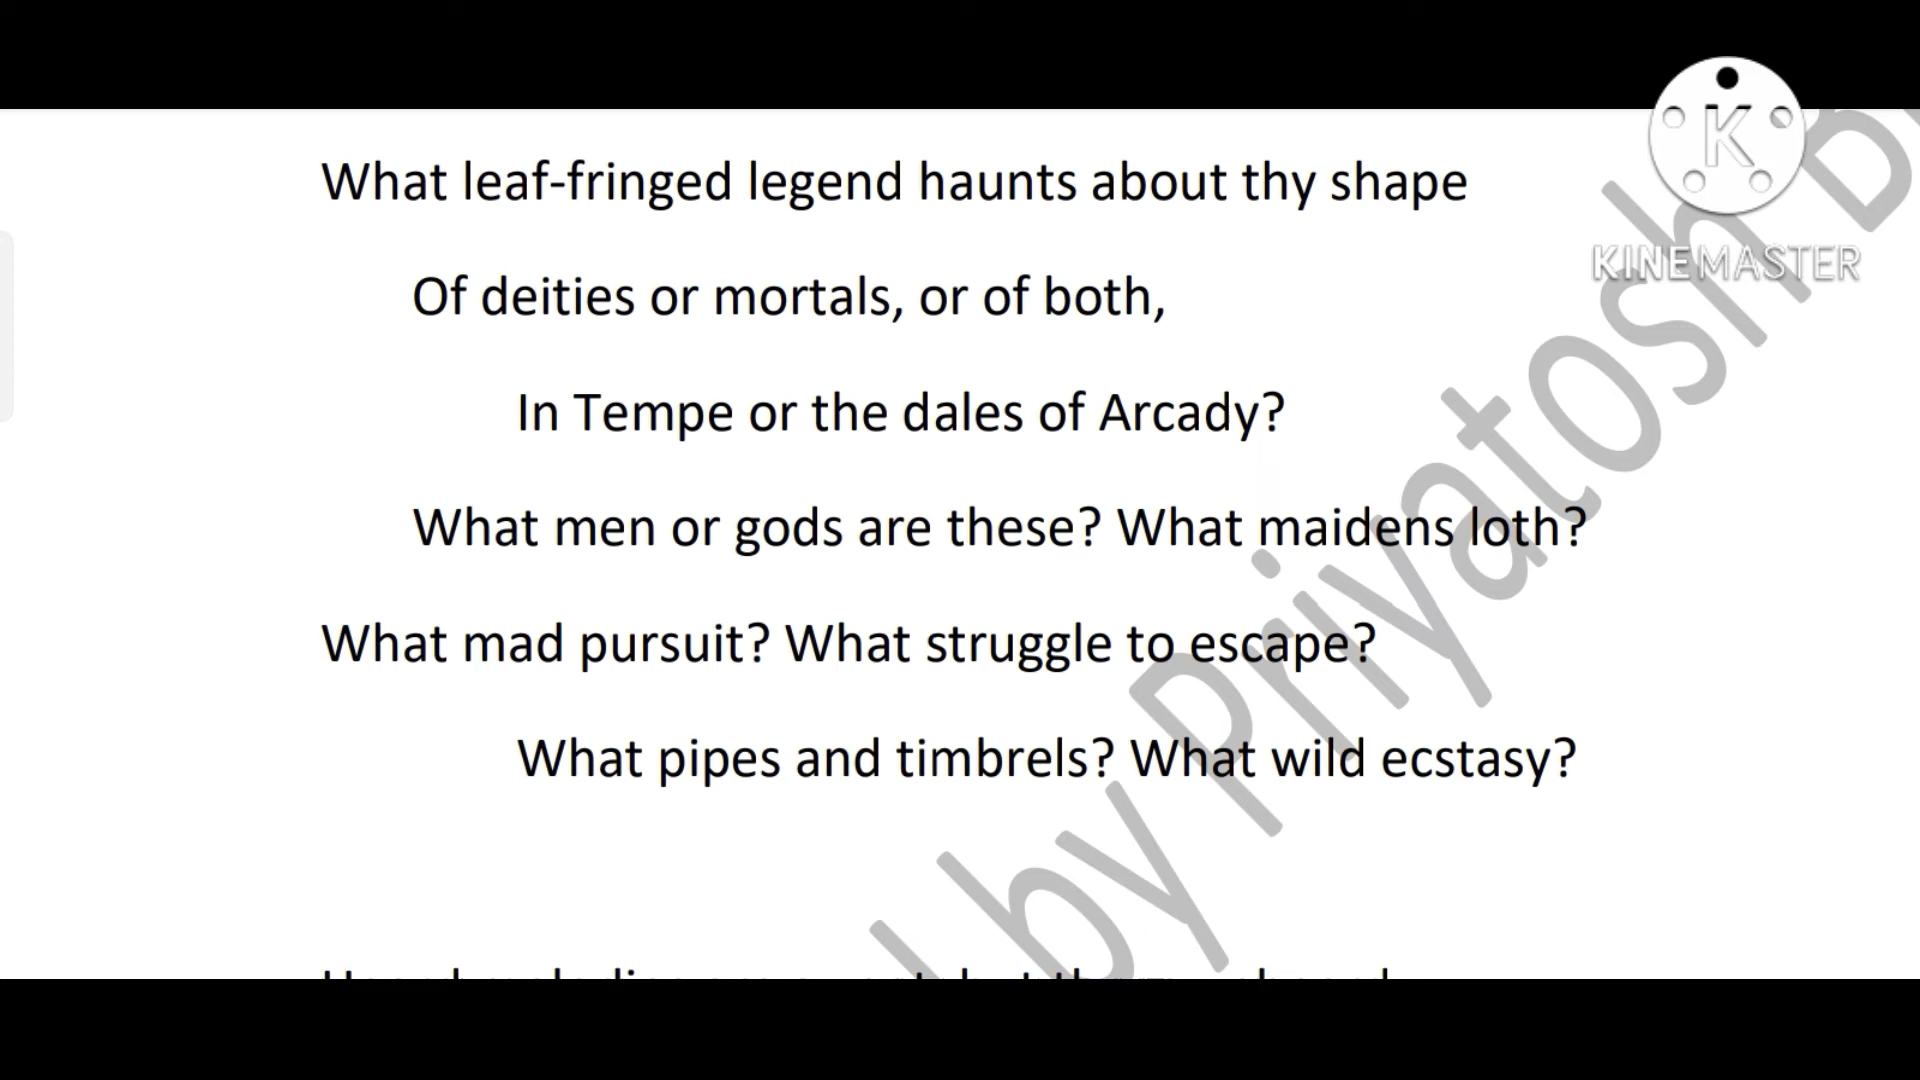 What leaf-fringed legend haunts about thy shape
Of deities or mortals, or of both,
In Tempe or the dales of Arcady?
What men or gods are these? What maidens loth?
What mad pursuit? What struggle to escape?
What pipes and timbrels? What wild ecstasy?
K
KINEMASTER
by Priyatosh